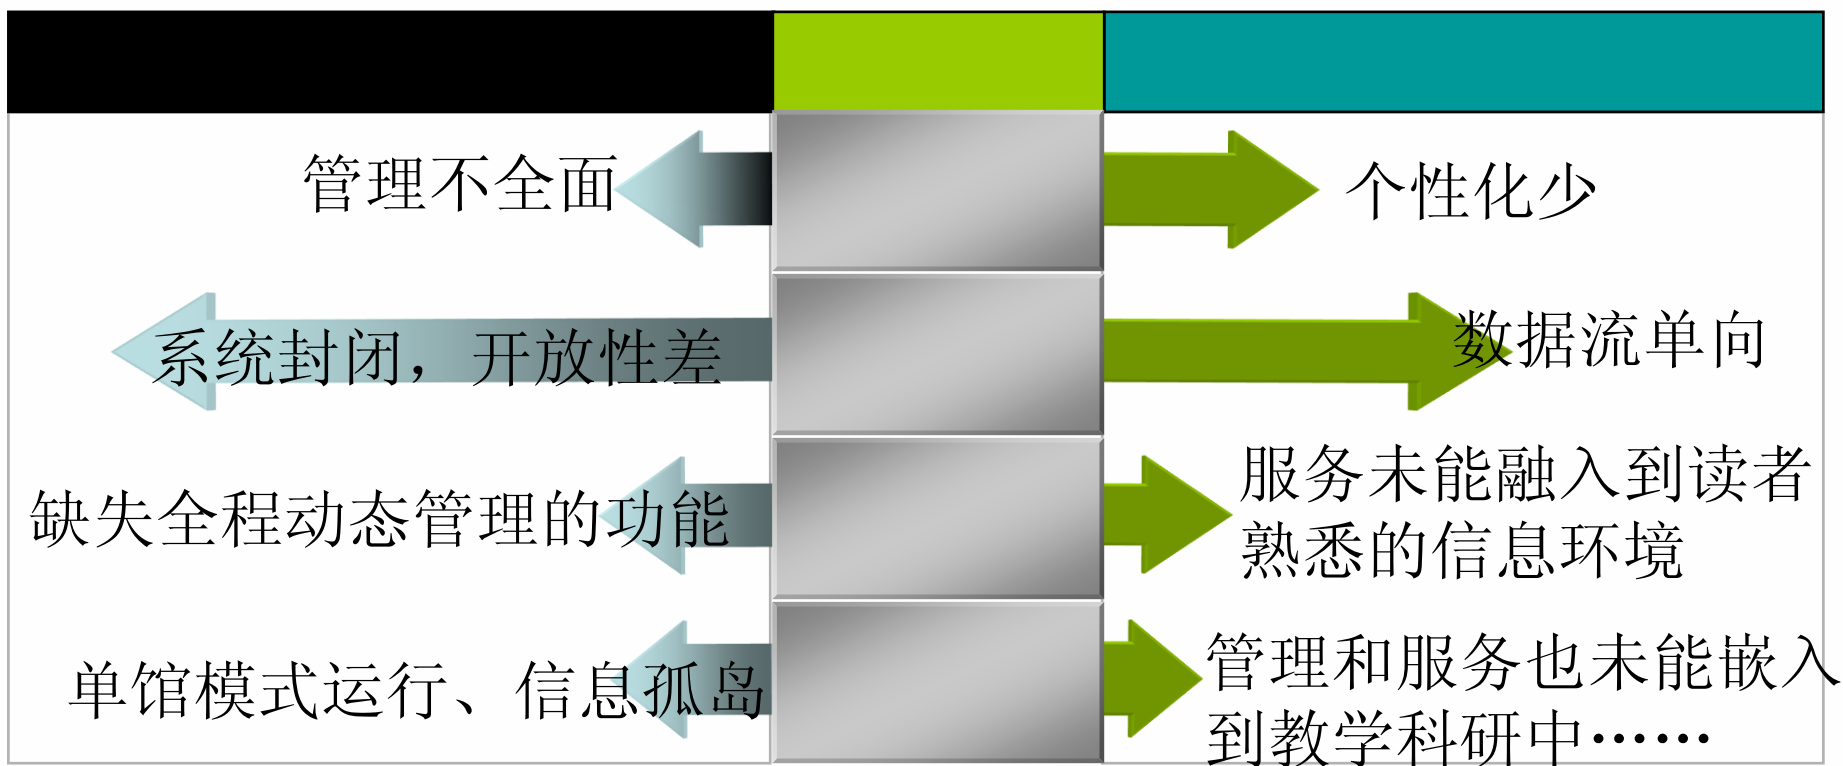 管理不全面
个性化少
系统封闭，开放性差
数据流单向
缺失全程动态管理的功能
服务未能融入到读者
熟悉的信息环境
单馆模式运行、信息孤岛
管理和服务也未能嵌入
到教学科研中……